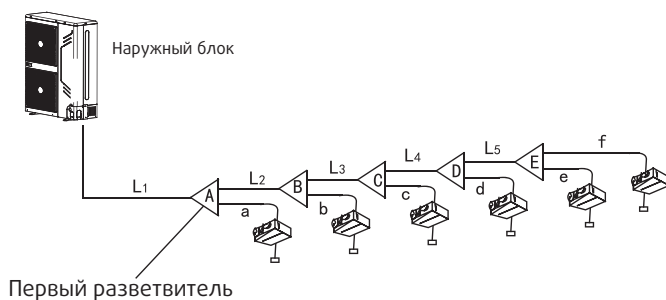 Наружный блок
L1
A
L2
a
B
L3
b
C
L4
c
D
L5
d
E
f
e
Первый разветвитель